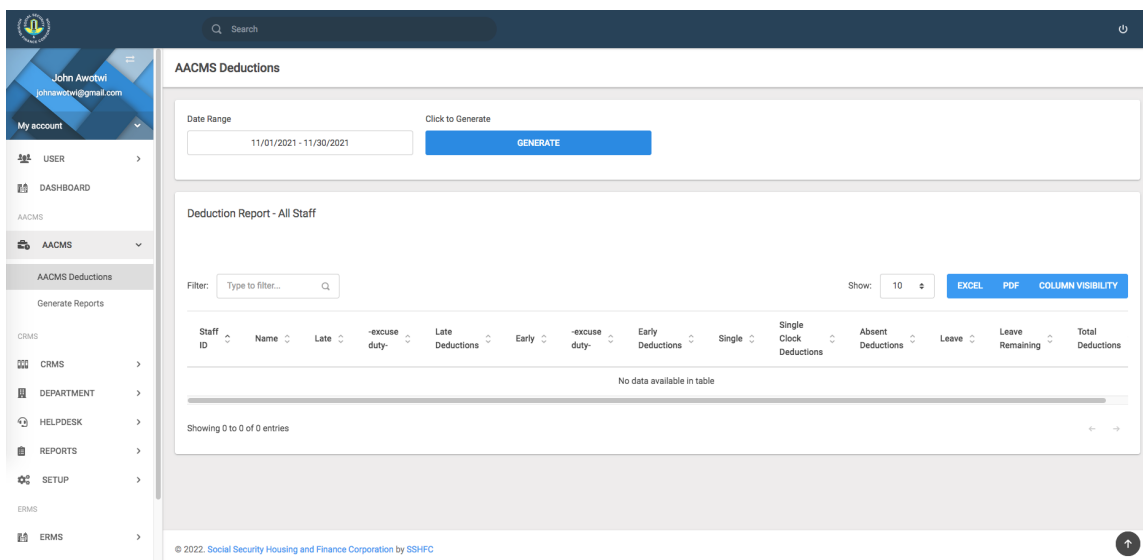 Search
John Awotwi
johnawotwi@gmail.com
My account
USER
DASHBOARD
AACMS
AACMS
AACMS Deductions
Generate Reports
CRMS
CRMS
DEPARTMENT
HELPDESK
REPORTS
SETUP
ERMS
ERMS
AACMS Deductions
Date Range
Click to Generate
11/01/2021 - 11/30/2021
GENERATE
Deduction Report - All Staff
Filter:
Type to filter...
Show:
10
EXCEL
PDF
COLUMN VISIBILITY
Staff
ID
Name
Late
-excuse
duty-
Late
Deductions
Early
-excuse
duty-
Early
Deductions
Single
Single
Clock
Deductions
Absent
Deductions
Leave
Leave
Remaining
Total
Deductions
No data available in table
Showing 0 to 0 of 0 entries
← →
© 2022. Social Security Housing and Finance Corporation by SSHFC